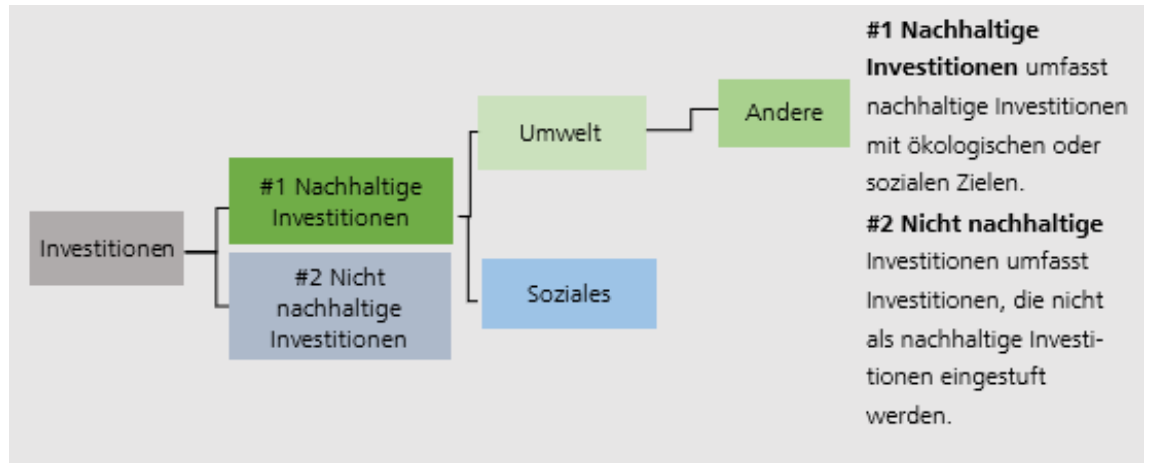 Investitionen
#1 Nachhaltige
Investitionen
#2 Nicht
nachhaltige
Investitionen
Umwelt
Soziales
Andere
#1 Nachhaltige
Investitionen umfasst
nachhaltige Investitionen
mit ökologischen oder
sozialen Zielen.
#2 Nicht nachhaltige
Investitionen umfasst
Investitionen, die nicht
als nachhaltige Investi-
tionen eingestuft
werden.